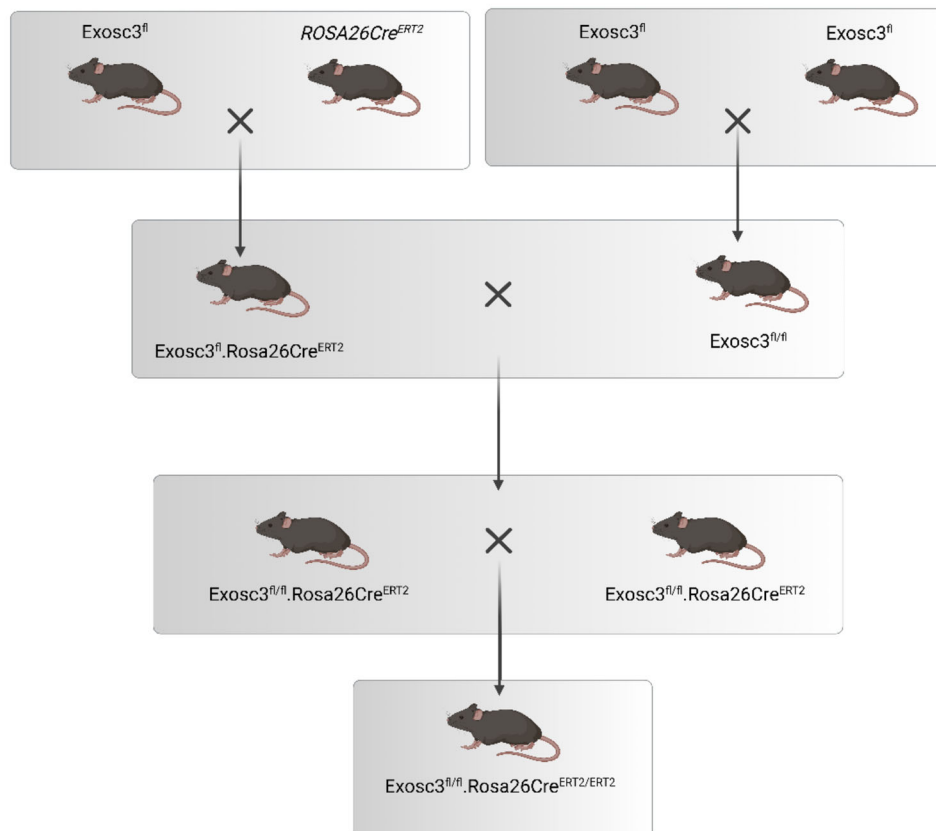 Exosc3fl
ROSA26CreERT2
Exosc3fl
Exosc3fl
Exosc3fl.Rosa26CreERT2
Exosc3fl/fl
Exosc3fl/fl.Rosa26CreERT2
Exosc3fl/fl.Rosa26CreERT2
Exosc3fl/fl.Rosa26CreERT2/ERT2